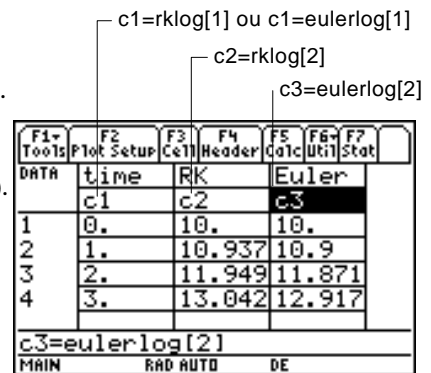 c1=rklog[1] ou c1=eulerlog[1]
c2=rklog[2]
c3=eulerlog[2]
.
F1 F2 F3 F4 F5 F6 F7
Tools Plot Setup Cell Header Calc Util Stat
DATA time RK Euler
c1 c2 c3
).
1 0. 10. 10.
2 1. 10.937 10.9
3 2. 11.949 11.871
4 3. 13.042 12.917
c3=eulerlog[2]
MAIN RAD AUTO DE